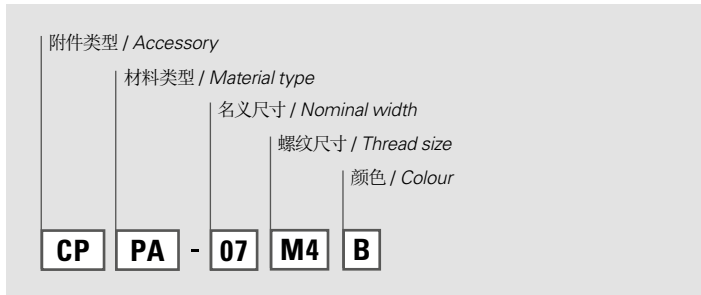 附件类型 / Accessory
材料类型 / Material type
名义尺寸 / Nominal width
螺纹尺寸 / Thread size
颜色 / Colour
CP PA - 07 M4 B